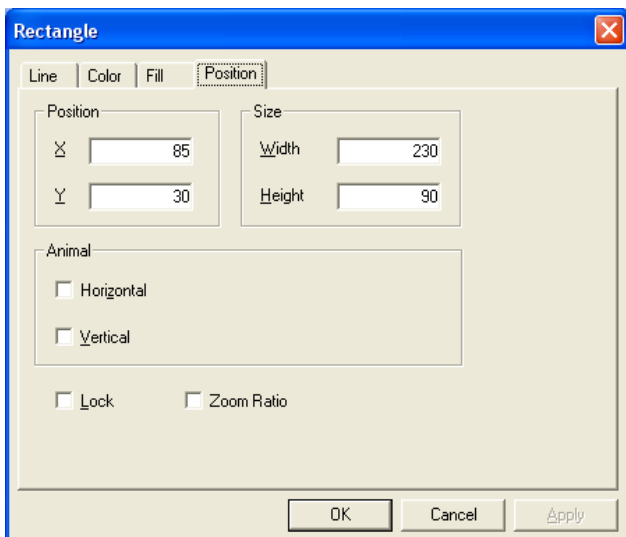 Rectangle
Line Color Fill Position
Position Size
X 85 Width 230
Y 30 Height 90
Animal
Horizontal
Vertical
Lock Zoom Ratio
OK Cancel Apply